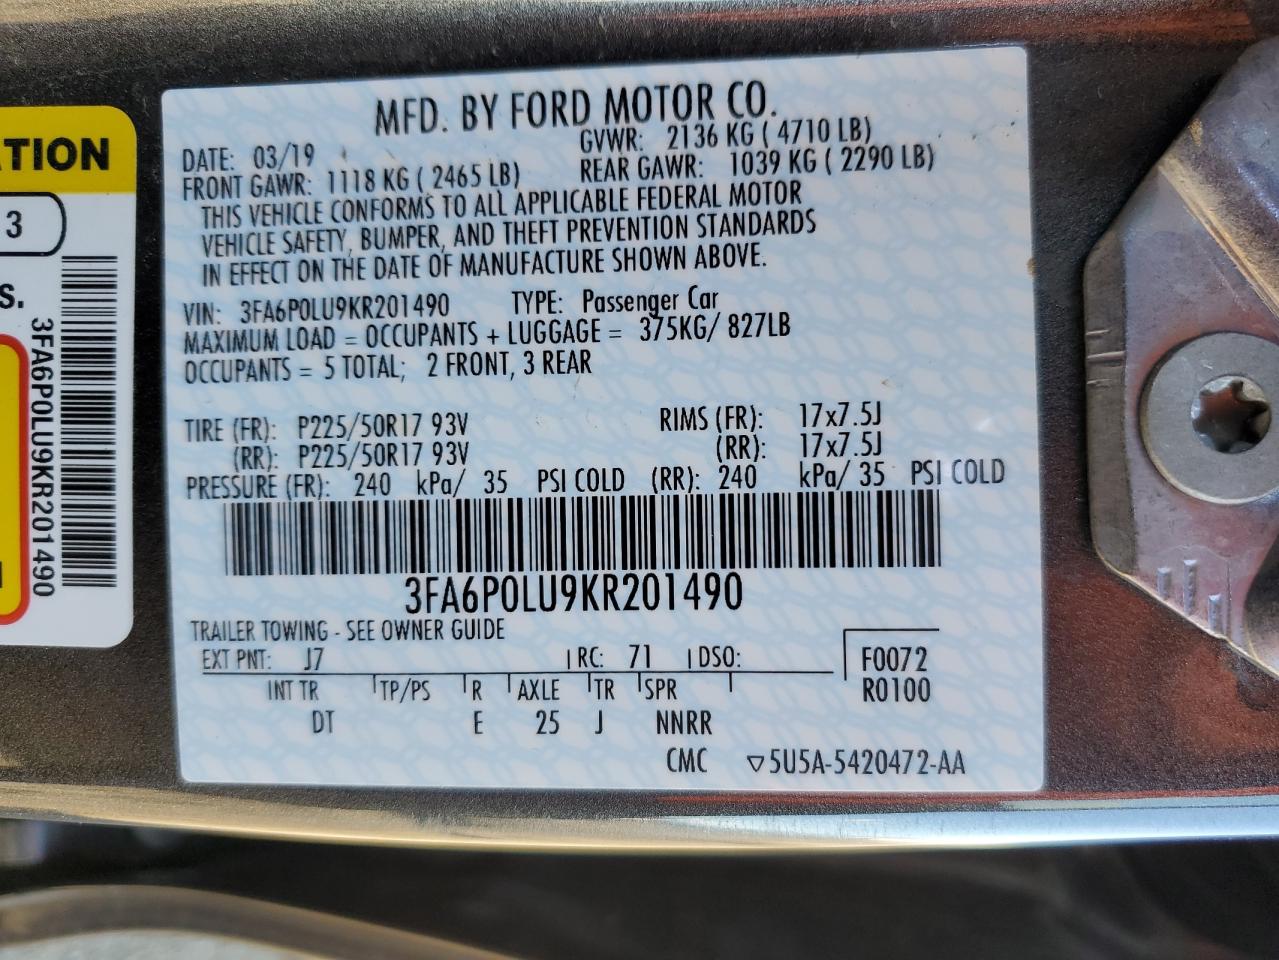 MFD. BY FORD MOTOR CO.
DATE: 03/19 GVWR: 2136 KG ( 4710 LB)
FRONT GAWR: 1118 KG ( 2465 LB) REAR GAWR: 1039 KG ( 2290 LB)
THIS VEHICLE CONFORMS TO ALL APPLICABLE FEDERAL MOTOR
VEHICLE SAFETY, BUMPER, AND THEFT PREVENTION STANDARDS
IN EFFECT ON THE DATE OF MANUFACTURE SHOWN ABOVE.
VIN: 3FA6P0LU9KR201490 TYPE: Passenger Car
MAXIMUM LOAD = OCCUPANTS + LUGGAGE = 375KG/ 827LB
OCCUPANTS = 5 TOTAL; 2 FRONT, 3 REAR
TIRE (FR): P225/50R17 93V RIMS (FR): 17x7.5J
(RR): P225/50R17 93V (RR): 17x7.5J
PRESSURE (FR): 240 kPa/ 35 PSI COLD (RR): 240 kPa/ 35 PSI COLD
3FA6P0LU9KR201490
TRAILER TOWING - SEE OWNER GUIDE
EXT PNT: J7 RC: 71 DSO: F0072
INT TR TP/PS R AXLE TR SPR R0100
DT E 25 J NNRR
CMC ▽5U5A-5420472-AA
3
S.
3FA6P0LU9KR201490